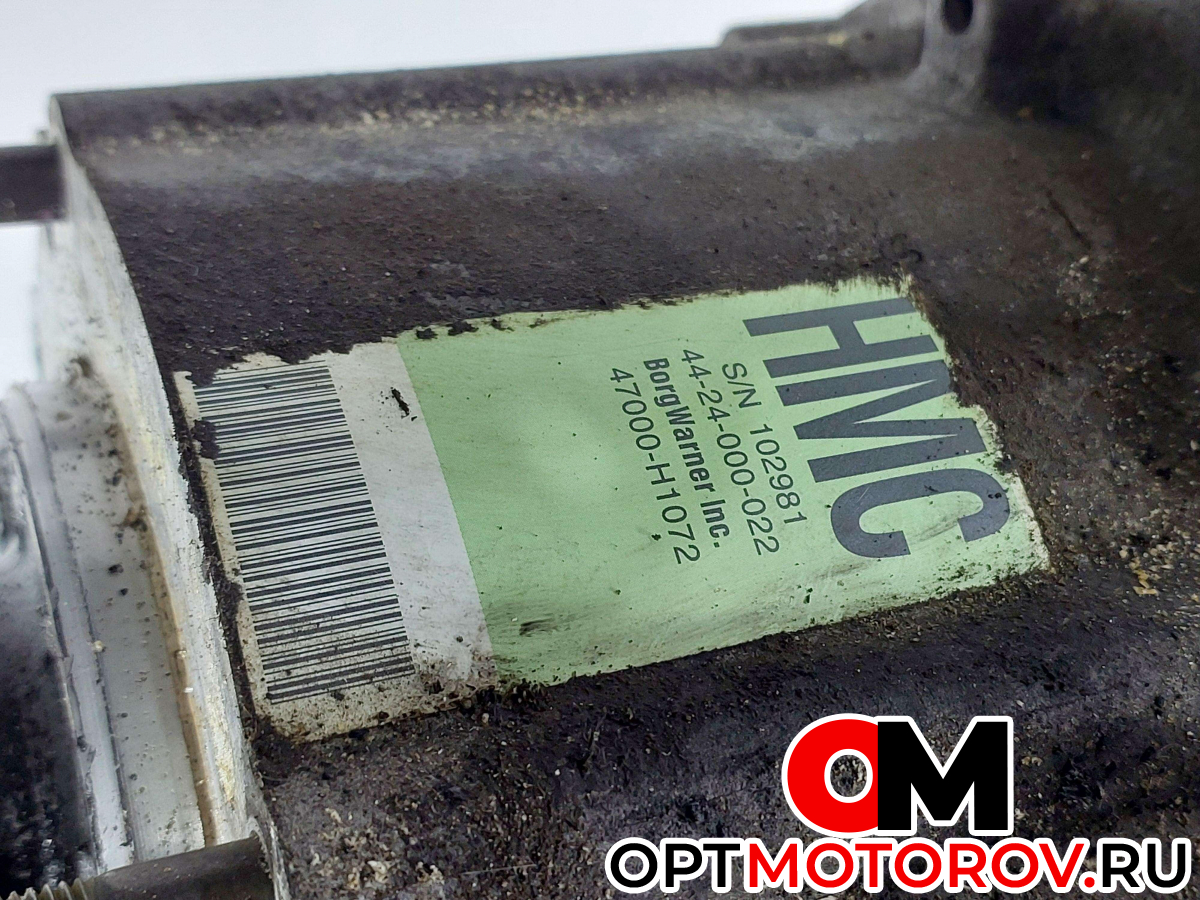 HMC
S/N 102981
44-24-000-022
BorgWarner Inc.
47000-H1072
OM
OPTMOTOROV.RU